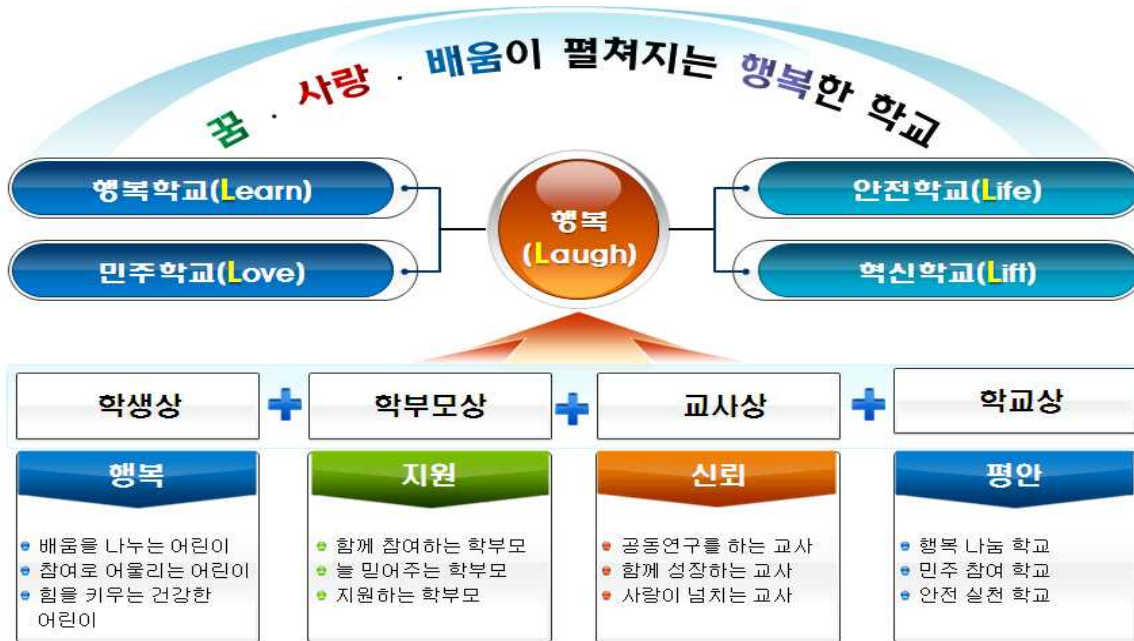 꿈 · 사랑 · 배움이 펼쳐지는 행복한 학교
행복학교(Learn)
민주학교(Love)
행복
(Laugh)
안전학교(Life)
혁신학교(Lift)
학생상 + 학부모상 + 교사상 + 학교상
행복
배움을 나누는 어린이
참여로 어울리는 어린이
힘을 키우는 건강한
어린이
지원
함께 참여하는 학부모
늘 믿어주는 학부모
지원하는 학부모
신뢰
공동연구를 하는 교사
함께 성장하는 교사
사랑이 넘치는 교사
평안
행복 나눔 학교
민주 참여 학교
안전 실천 학교